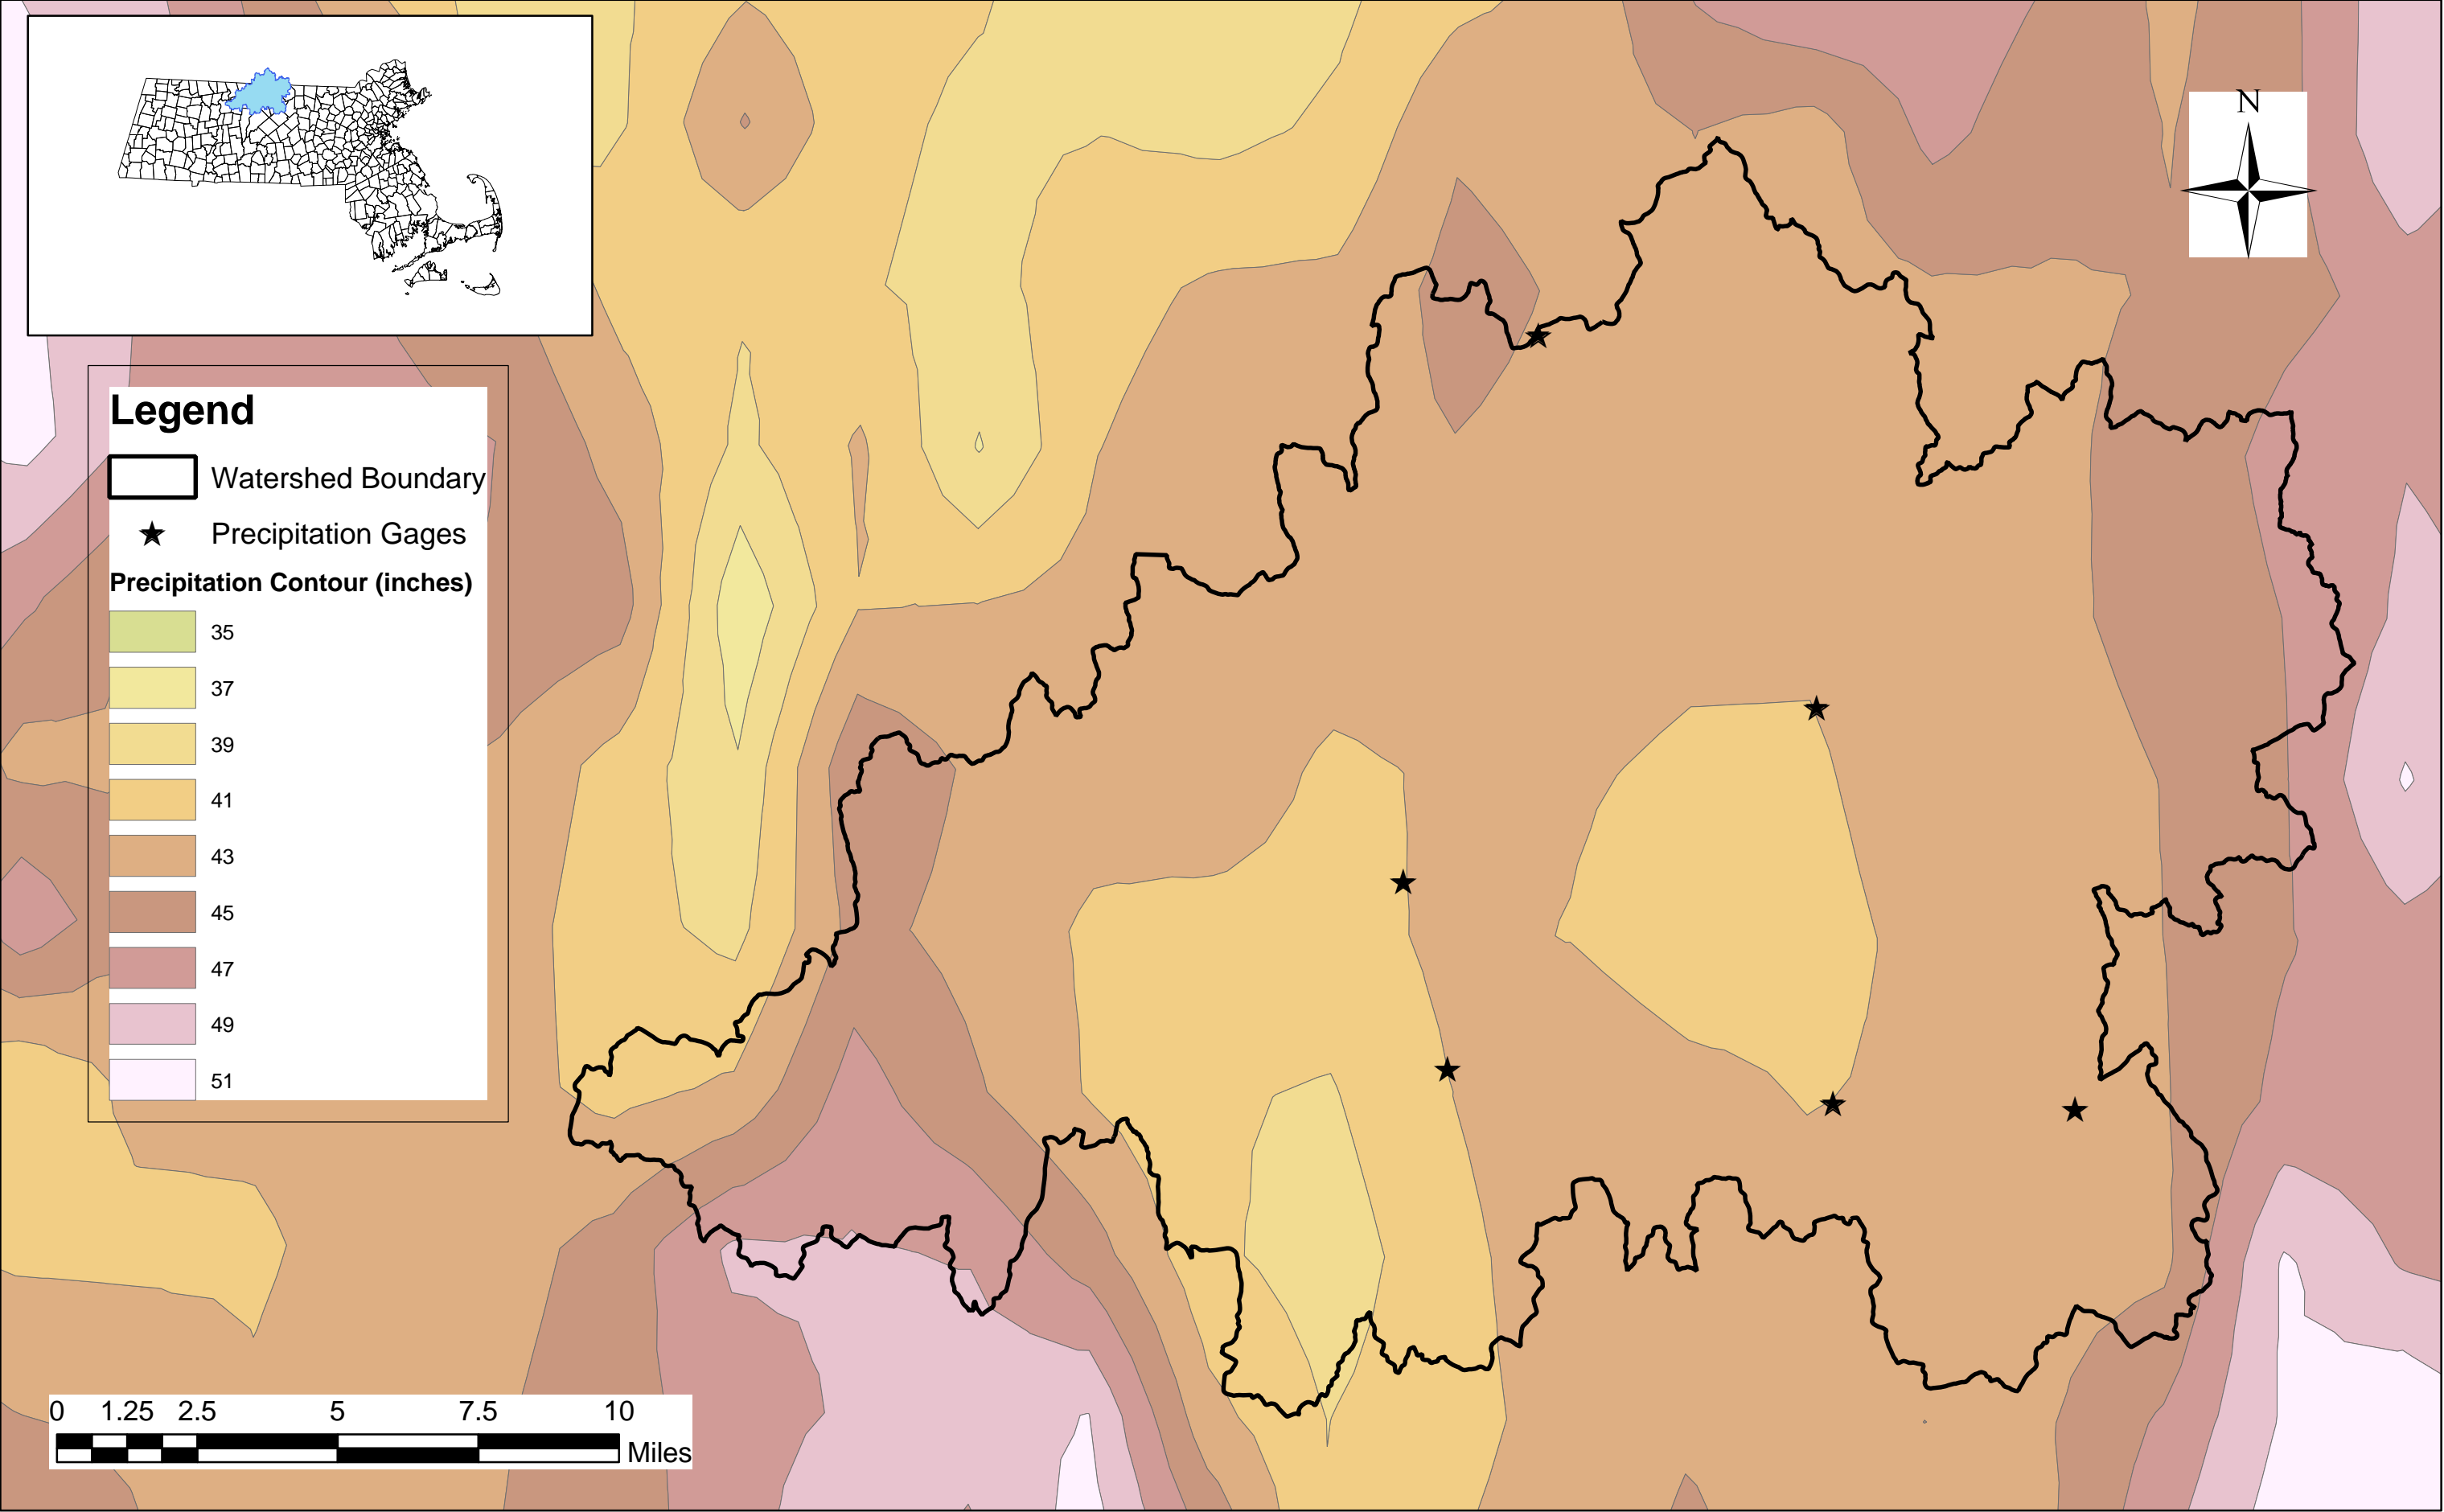 N
Legend
Watershed Boundary
Precipitation Gages
Precipitation Contour (inches)
35
37
39
41
43
45
47
49
51
0 1.25 2.5 5 7.5 10
Miles